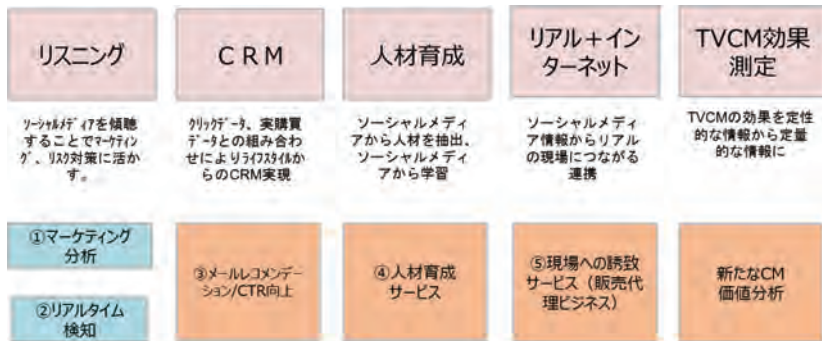 リスニング
ＣＲＭ
人材育成
リアル＋イン
ターネット
TVCM効果
測定
ｿｰｼｬﾙﾒﾃﾞｨｱを傾聴
することでﾏｰｹﾃｨﾝ
ｸﾞ、ﾘｽｸ対策に活か
す。
ｸﾘｯｸﾃﾞｰﾀ、実購買
ﾃﾞｰﾀとの組み合わ
せによりﾗｲﾌｽﾀｲﾙか
らのCRM実現
ソーシャルメディ
アから人材を抽出、
ソーシャルメディ
アから学習
ソーシャルメディ
ア情報からリアル
の現場につながる
連携
TVCMの効果を定性
的な情報から定量
的な情報に
①マーケティング
分析
②リアルタイム
検知
③メールレコメンデー
ション/CTR向上
④人材育成
サービス
⑤現場への誘致
サービス（販売代
理ビジネス）
新たなCM
価値分析